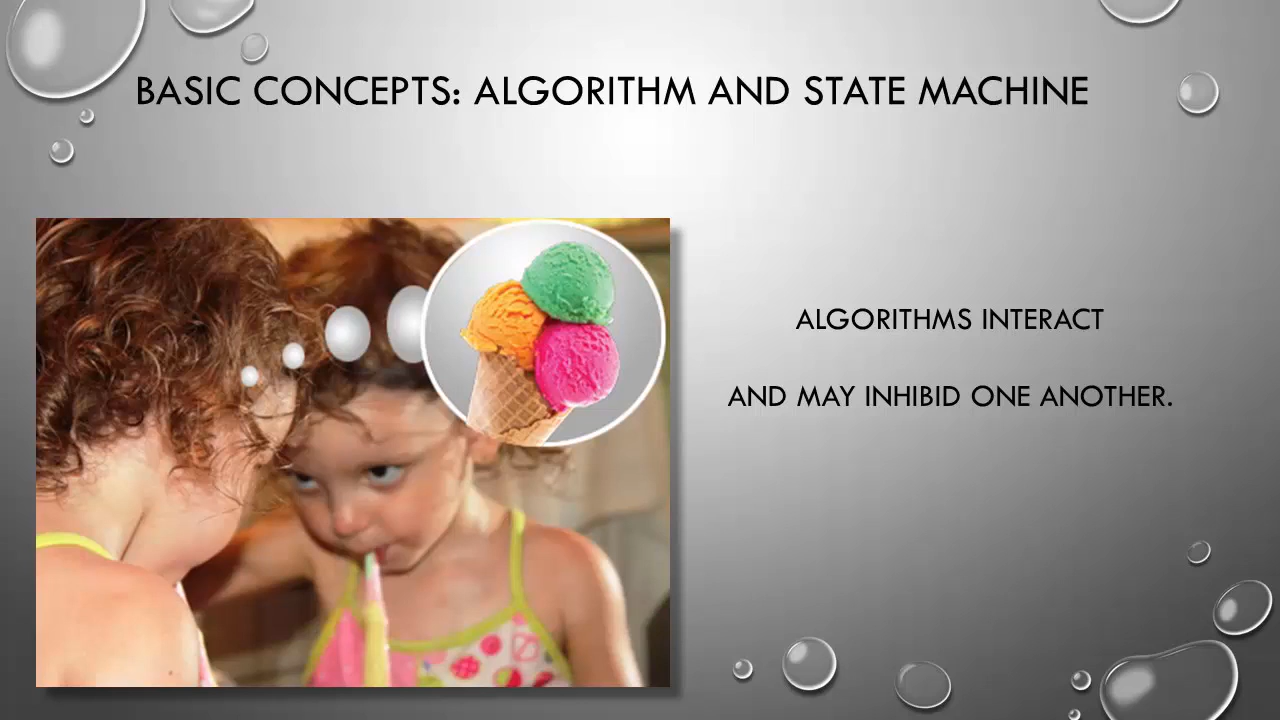 BASIC CONCEPTS: ALGORITHM AND STATE MACHINE
ALGORITHMS INTERACT
AND MAY INHIBID ONE ANOTHER.